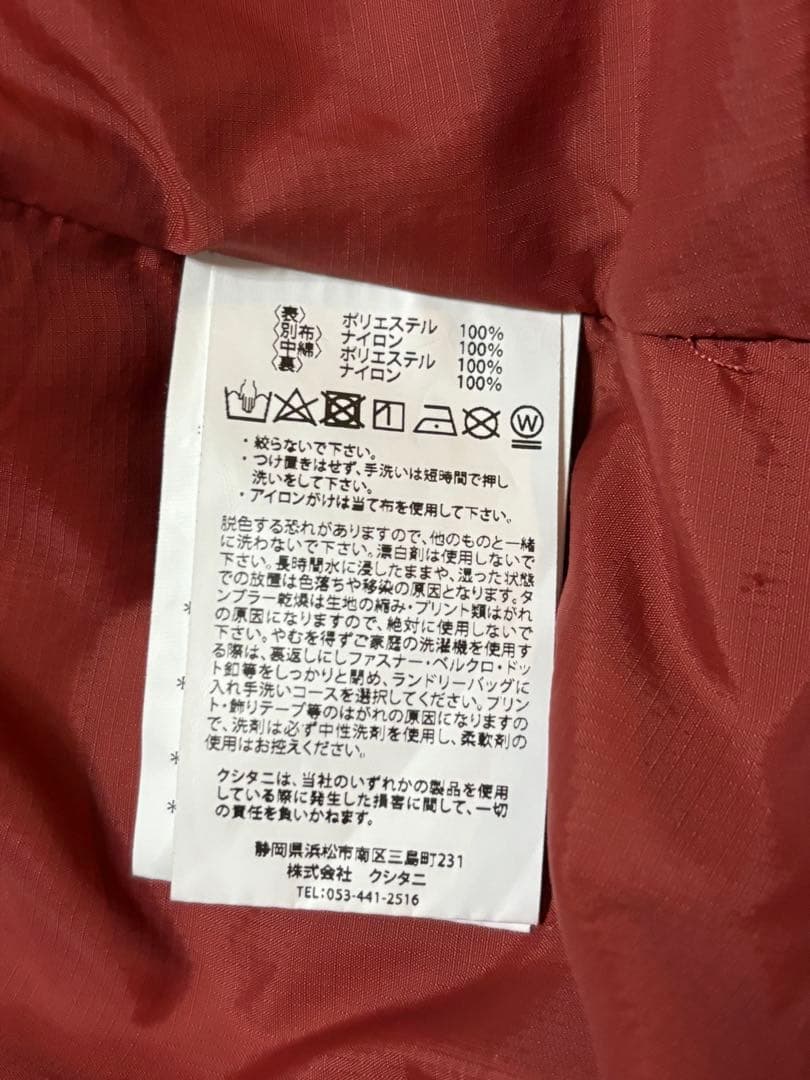 〈表〉 ポリエステル 100%
〈別布〉 ナイロン 100%
〈中綿〉 ポリエステル 100%
〈裏〉 ナイロン 100%
W
・絞らないで下さい。
・つけ置きはせず、手洗いは短時間で押し
洗いをして下さい。
・アイロンがけは当て布を使用して下さい。
脱色する恐れがありますので、他のものと一緒
に洗わないで下さい。漂白剤は使用しないで
下さい。長時間水に浸したままや、湿った状態
での放置は色落ちや移染の原因となります。タ
ンブラー乾燥は生地の縮み・プリント類はがれ
の原因になりますので、絶対に使用しないで
下さい。やむを得ずご家庭の洗濯機を使用す
る際は、裏返しにしファスナー・ベルクロ・ドッ
ト釦等をしっかりと閉め、ランドリーバッグに
入れ手洗いコースを選択してください。プリン
ト・飾りテープ等のはがれの原因になりますの
で、洗剤は必ず中性洗剤を使用し、柔軟剤の
使用はお控えください。
クシタニは、当社のいずれかの製品を使用
している際に発生した損害に関して、一切
の責任を負いかねます。
静岡県浜松市南区三島町231
株式会社 クシタニ
TEL:053-441-2516